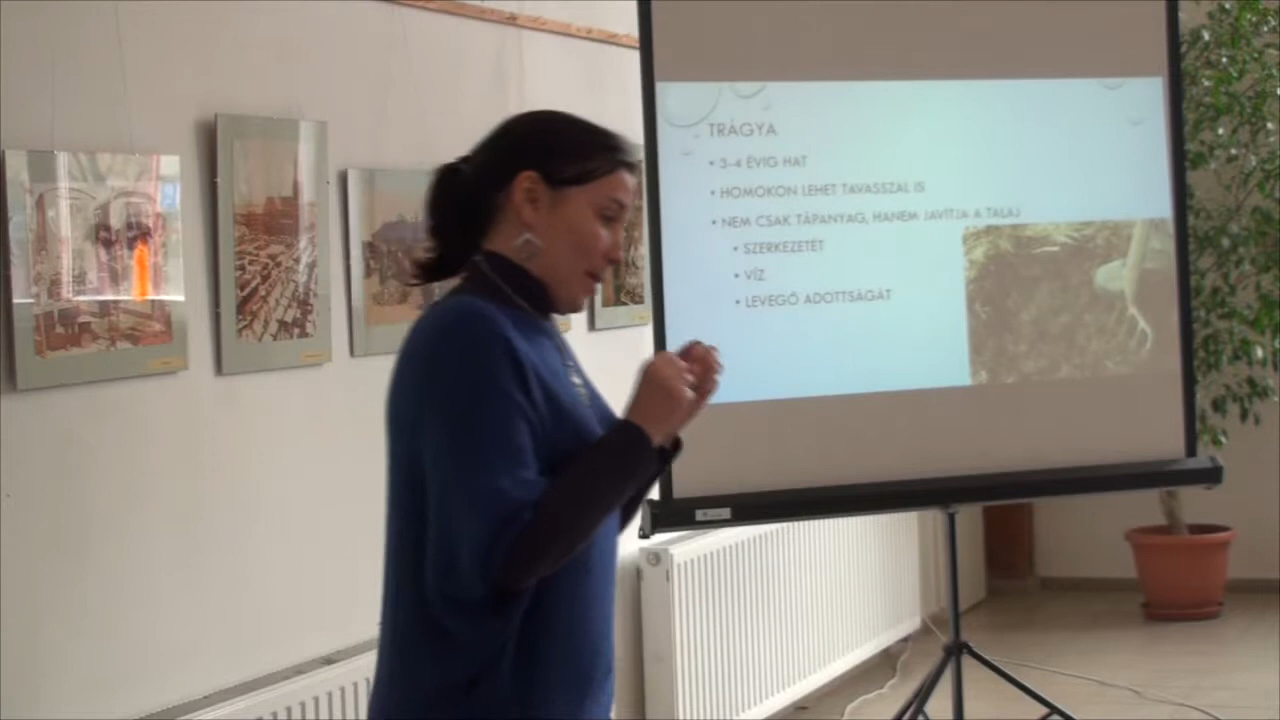 TRÁGYA
• 3-4 ÉVIG HAT
• HOMOKON LEHET TAVASSZAL IS
• NEM CSAK TÁPANYAG, HANEM JAVÍTJA A TALAJ
• SZERKEZETÉT
• VÍZ
• LEVEGŐ ADOTTSÁGÁT